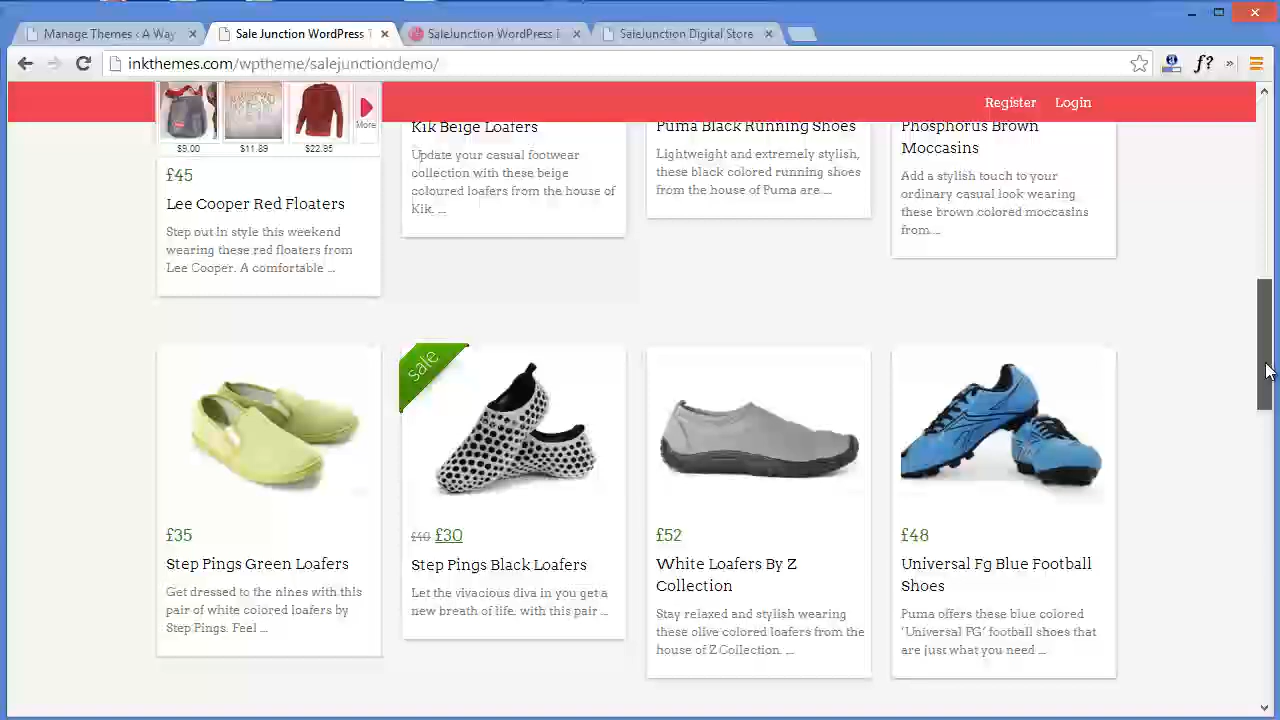 Manage Themes ‹ A Way
Sale Junction WordPress T
SaleJunction WordPress
SaleJunction Digital Store
inkthemes.com/wptheme/salejunctiondemo/
f?
»
Register
Login
More
$9.00
$11.89
$22.95
£45
Lee Cooper Red Floaters
Step out in style this weekend
wearing these red floaters from
Lee Cooper. A comfortable ...
Kik Beige Loafers
Update your casual footwear
collection with these beige
coloured loafers from the house of
Kik. ...
Puma Black Running Shoes
Lightweight and extremely stylish,
these black colored running shoes
from the house of Puma are ...
Phosphorus Brown
Moccasins
Add a stylish touch to your
ordinary casual look wearing
these brown colored moccasins
from ...
£35
Step Pings Green Loafers
Get dressed to the nines with this
pair of white colored loafers by
Step Pings. Feel ...
sale
£40 £30
Step Pings Black Loafers
Let the vivacious diva in you get a
new breath of life. with this pair ...
£52
White Loafers By Z
Collection
Stay relaxed and stylish wearing
these olive colored loafers from the
house of Z Collection. ...
£48
Universal Fg Blue Football
Shoes
Puma offers these blue colored
‘Universal FG’ football shoes that
are just what you need ...